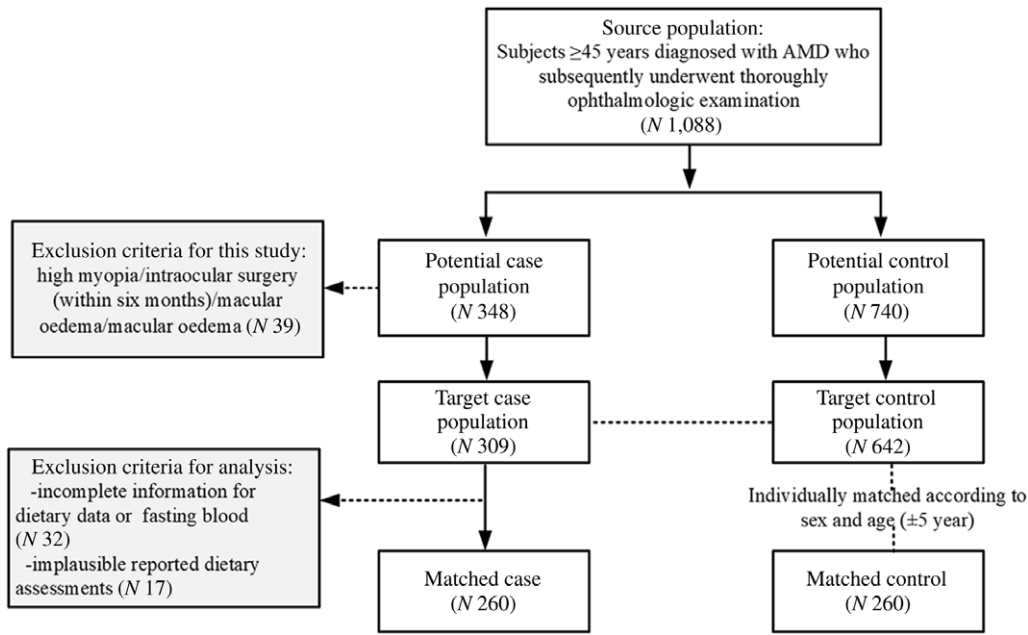 Source population:
Subjects ≥45 years diagnosed with AMD who
subsequently underwent thoroughly
ophthalmologic examination
(N 1,088)
Exclusion criteria for this study:
high myopia/intraocular surgery
(within six months)/macular
oedema/macular oedema (N 39)
Potential case
population
(N 348)
Potential control
population
(N 740)
Target case
population
(N 309)
Target control
population
(N 642)
Exclusion criteria for analysis:
-incomplete information for
dietary data or fasting blood
(N 32)
-implausible reported dietary
assessments (N 17)
Individually matched according to
sex and age (±5 year)
Matched case
(N 260)
Matched control
(N 260)